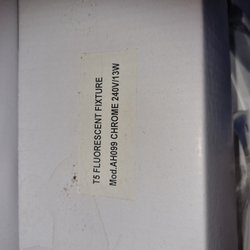 T5 FLUORESCENT FIXTURE
Mod.AH099 CHROME 240V/13W